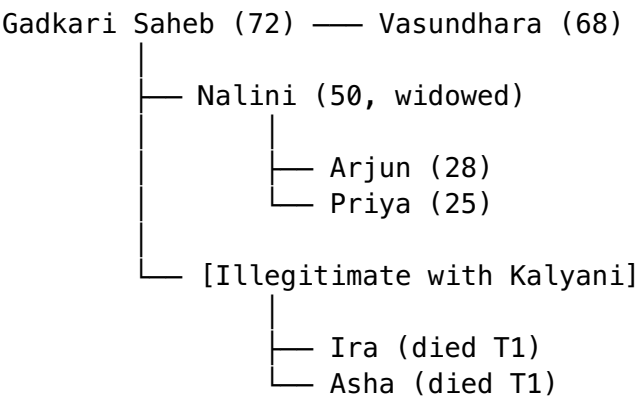 Gadkari Saheb (72) ─── Vasundhara (68)
Nalini (50, widowed)
Arjun (28)
Priya (25)
[Illegitimate with Kalyani]
Ira (died T1)
Asha (died T1)